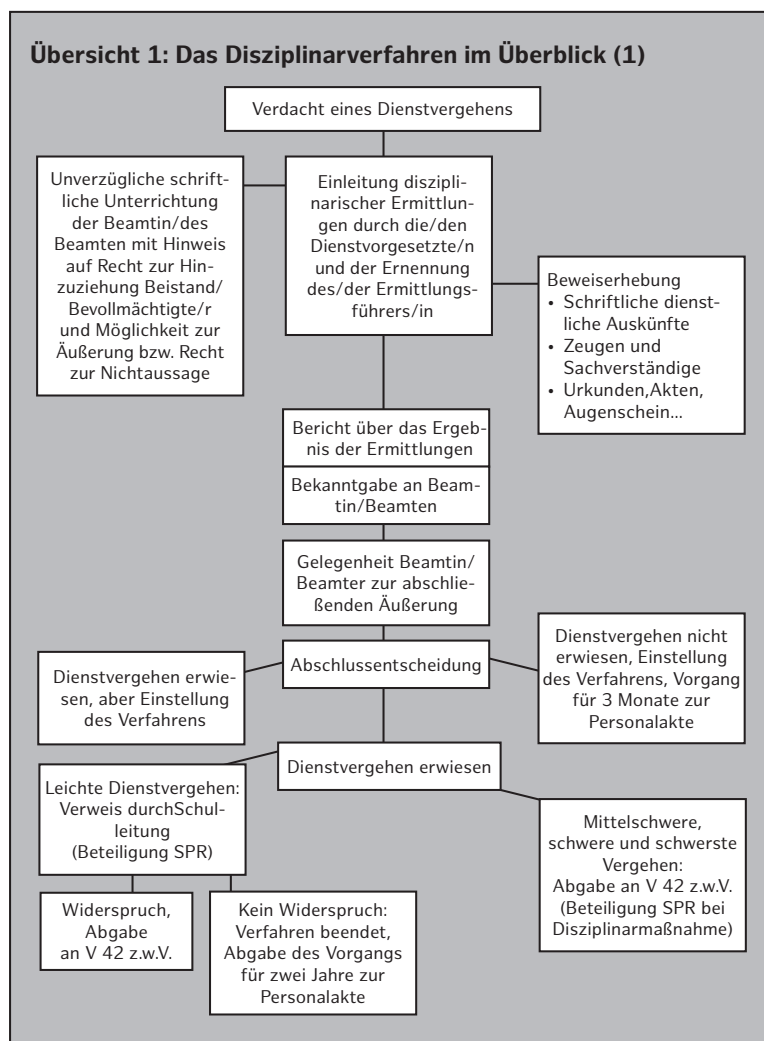 Übersicht 1: Das Disziplinarverfahren im Überblick (1)
Verdacht eines Dienstvergehens
Unverzügliche schrift-
liche Unterrichtung
der Beamtin/des
Beamten mit Hinweis
auf Recht zur Hin-
zuziehung Beistand/
Bevollmächtigte/r
und Möglichkeit zur
Äußerung bzw. Recht
zur Nichtaussage
Einleitung diszipli-
narischer Ermittlun-
gen durch die/den
Dienstvorgesetzte/n
und der Ernennung
des/der Ermittlungs-
führers/in
Beweiserhebung
• Schriftliche dienst-
liche Auskünfte
• Zeugen und
Sachverständige
• Urkunden,Akten,
Augenschein...
Bericht über das Ergeb-
nis der Ermittlungen
Bekanntgabe an Beam-
tin/Beamten
Gelegenheit Beamtin/
Beamter zur abschlie-
ßenden Äußerung
Abschlussentscheidung
Dienstvergehen erwie-
sen, aber Einstellung
des Verfahrens
Dienstvergehen nicht
erwiesen, Einstellung
des Verfahrens, Vorgang
für 3 Monate zur
Personalakte
Dienstvergehen erwiesen
Leichte Dienstvergehen:
Verweis durchSchul-
leitung
(Beteiligung SPR)
Mittelschwere,
schwere und schwerste
Vergehen:
Abgabe an V 42 z.w.V.
(Beteiligung SPR bei
Disziplinarmaßnahme)
Widerspruch,
Abgabe
an V 42 z.w.V.
Kein Widerspruch:
Verfahren beendet,
Abgabe des Vorgangs
für zwei Jahre zur
Personalakte